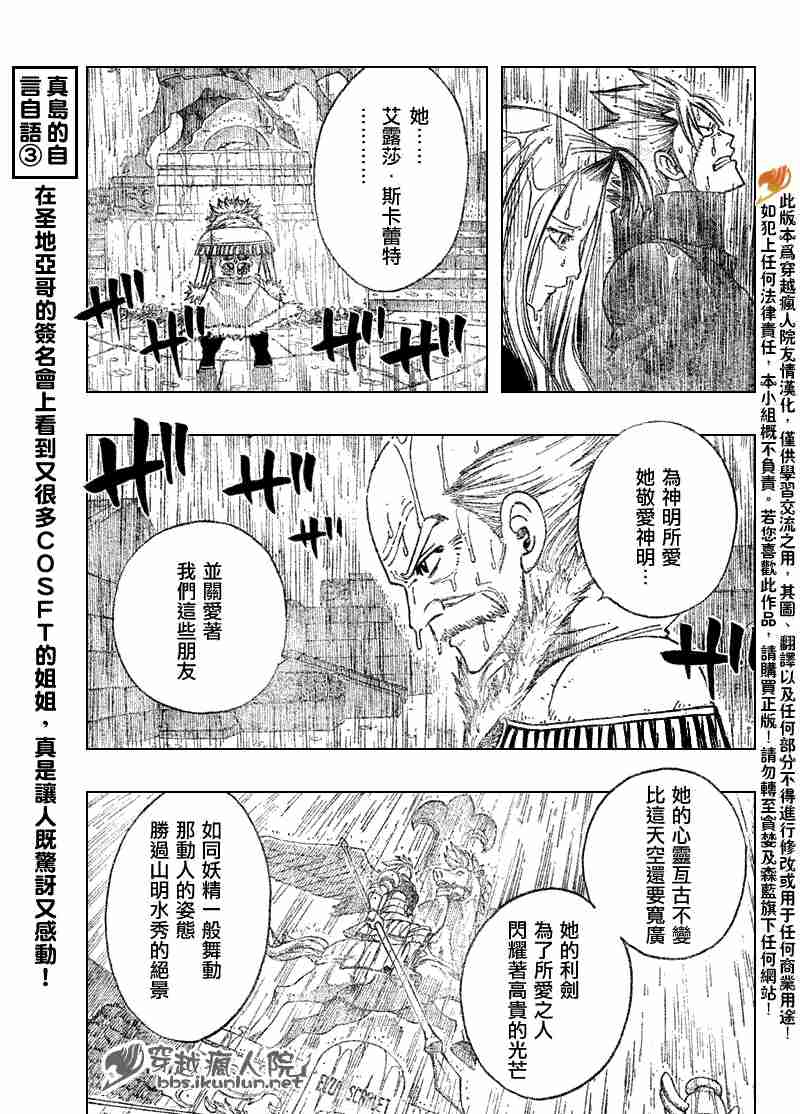 真島的自
言自語③
在圣地亞哥的簽名會上看到又很多COSFT的姐姐，真是讓人既驚訝又感動！
此版本爲穿越瘋人院友情漢化，僅供學習交流之用，其圖、翻譯以及任何部分不得進行修改或用于任何商業用途！
如犯上任何法律責任，本小組概不負責。若您喜歡此作品，請購買正版！請勿轉至貪婪及森藍旗下任何網站！
她……
艾露莎．斯卡蕾特
…………
ザッ
ザッ
ザッ
ザッ
為神明所愛
她敬愛神明…
並關愛著
我們這些朋友
ザッ
ザッ
ザッ
她的心靈亙古不變
比這天空還要寬廣
她的利劍
為了所愛之人
閃耀著高貴的光芒
如同妖精一般舞動
那動人的姿態
勝過山明水秀的絕景
ELZA SCARLET
穿越瘋人院
bbs.ikunlun.net